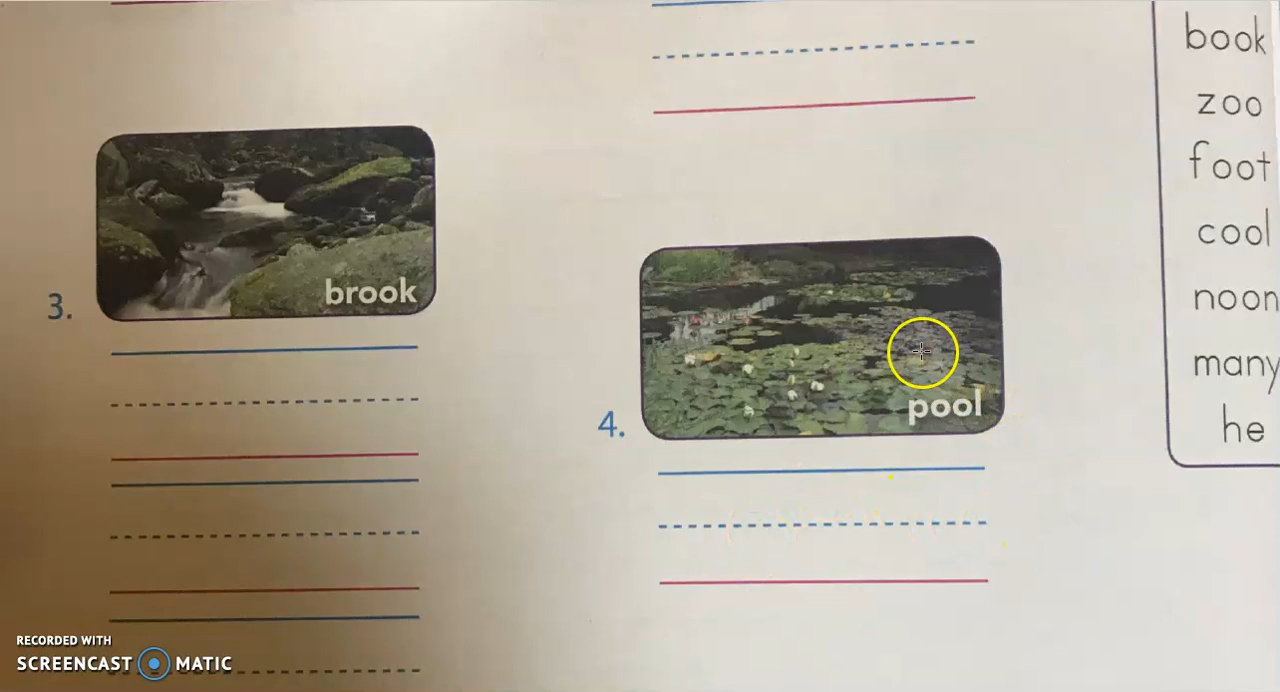 3.
brook
4.
pool
book
zoo
foot
cool
noon
many
he
RECORDED WITH
SCREENCAST MATIC